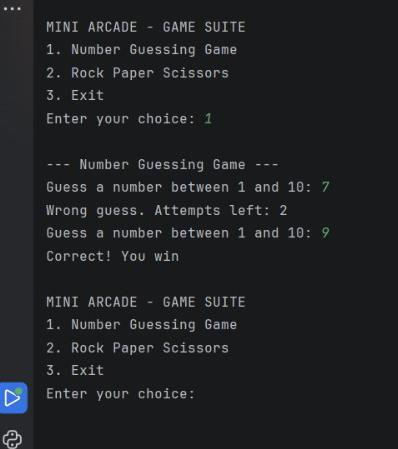 MINI ARCADE - GAME SUITE
1. Number Guessing Game
2. Rock Paper Scissors
3. Exit
Enter your choice: 1
--- Number Guessing Game ---
Guess a number between 1 and 10: 7
Wrong guess. Attempts left: 2
Guess a number between 1 and 10: 9
Correct! You win
MINI ARCADE - GAME SUITE
1. Number Guessing Game
2. Rock Paper Scissors
3. Exit
Enter your choice: